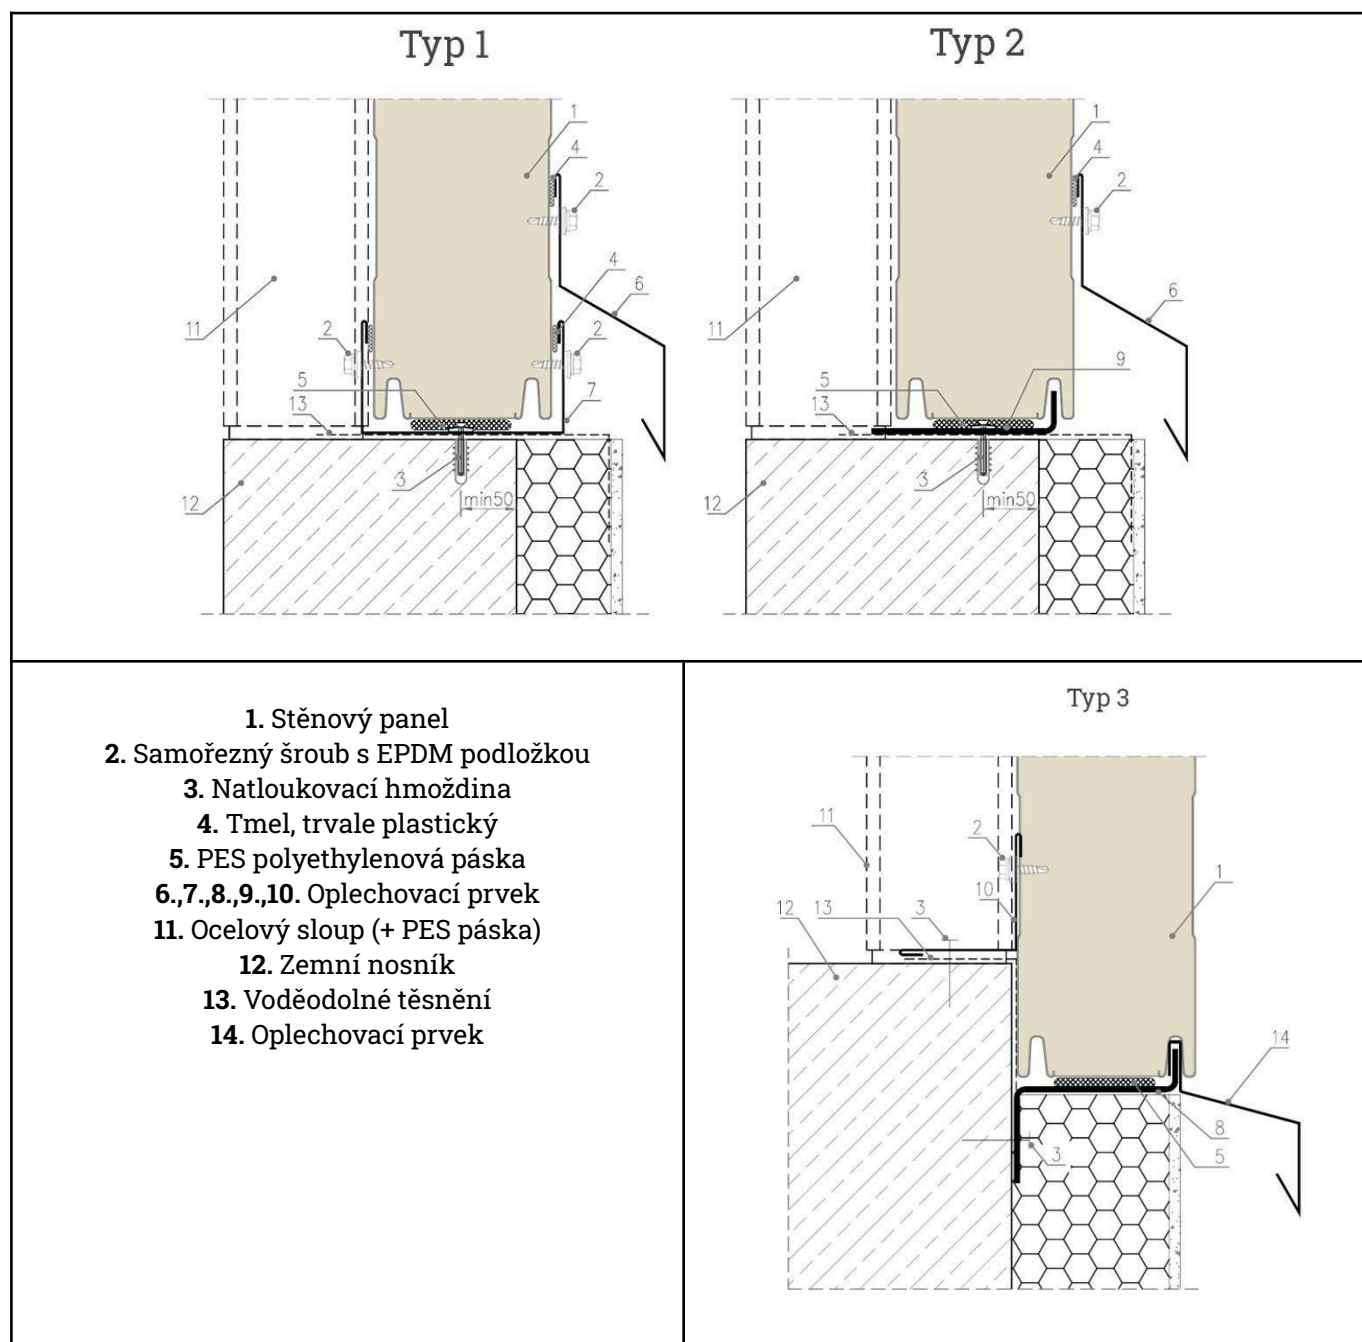 Typ 1
1
4
2
4
6
11
2
2
5
7
13
3
12
min50
Typ 2
1
4
2
6
11
9
5
13
3
12
min50
1. Stěnový panel
2. Samořezný šroub s EPDM podložkou
3. Natloukovací hmoždina
4. Tmel, trvale plastický
5. PES polyethylenová páska
6.,7.,8.,9.,10. Oplechovací prvek
11. Ocelový sloup (+ PES páska)
12. Zemní nosník
13. Voděodolné těsnění
14. Oplechovací prvek
Typ 3
11
2
1
10
12
13
3
14
8
3
5